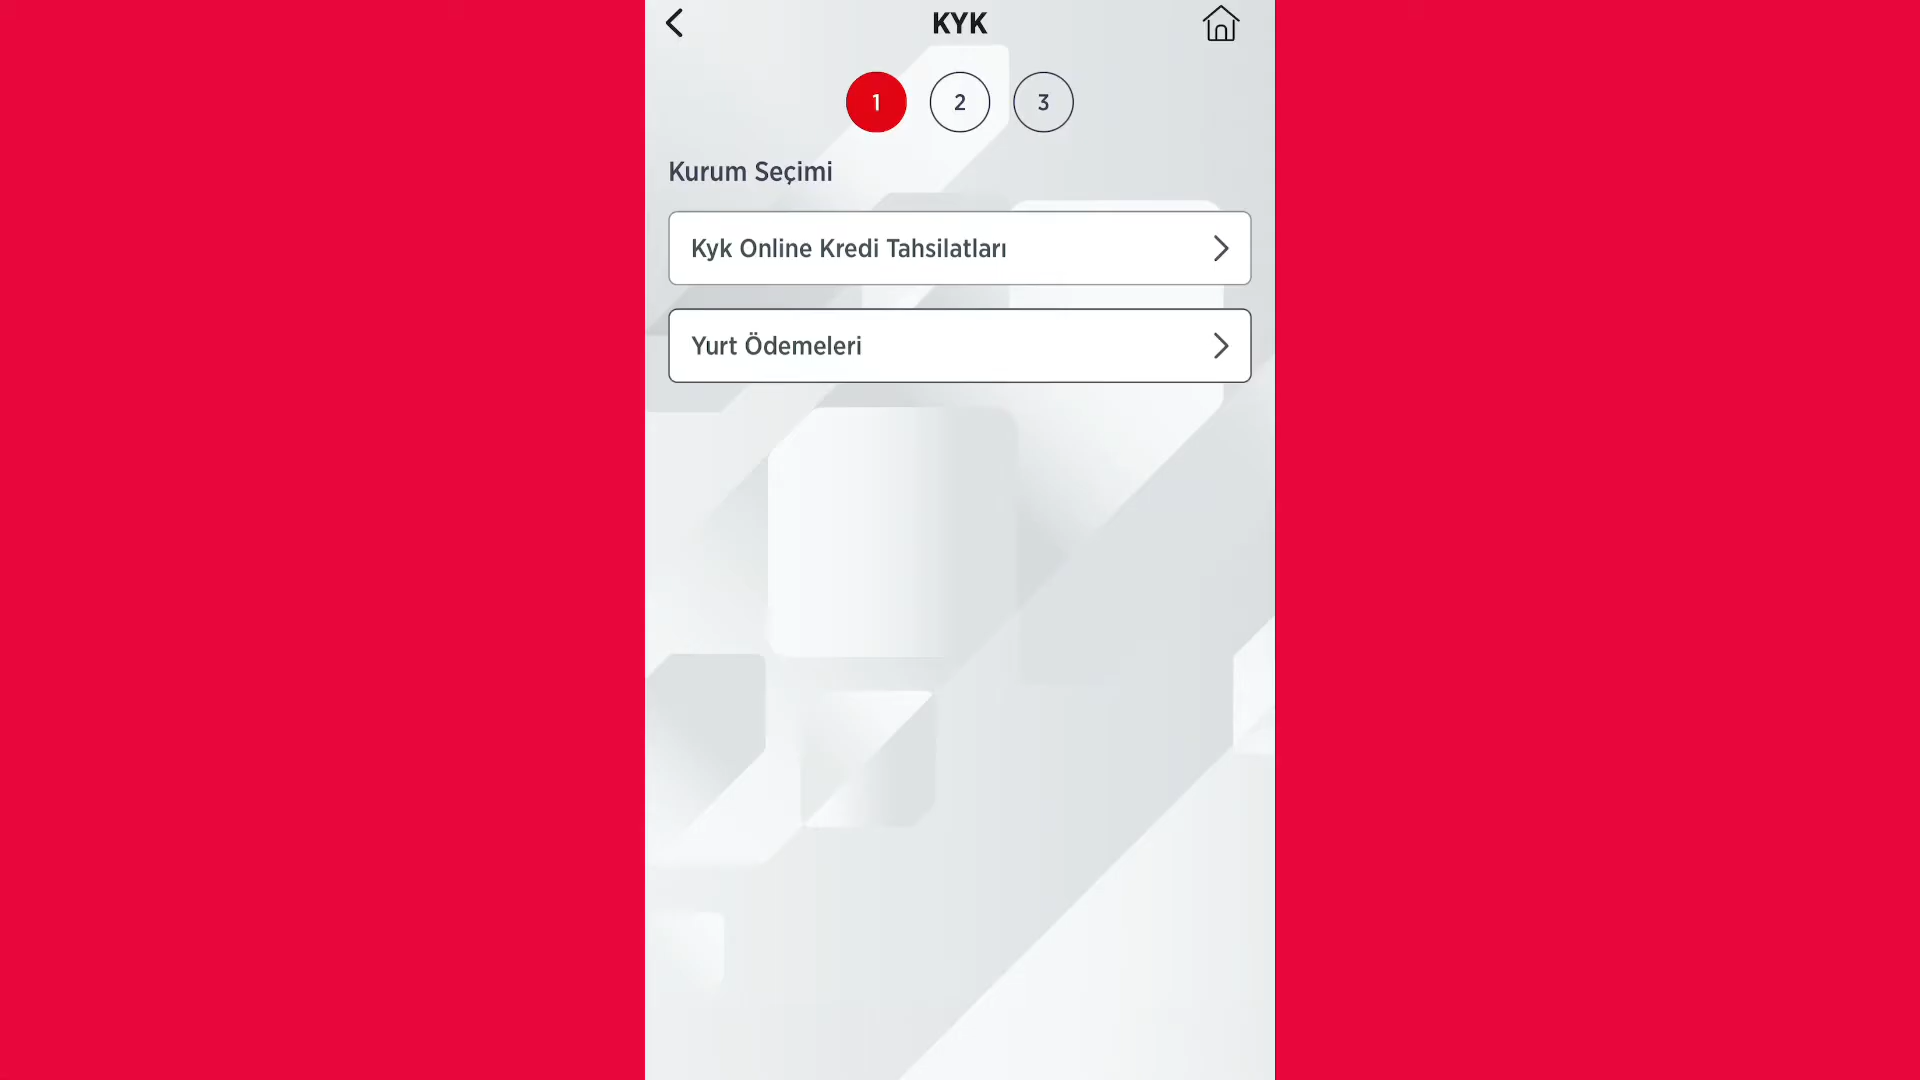 KYK
1 2 3
Kurum Seçimi
Kyk Online Kredi Tahsilatları
Yurt Ödemeleri